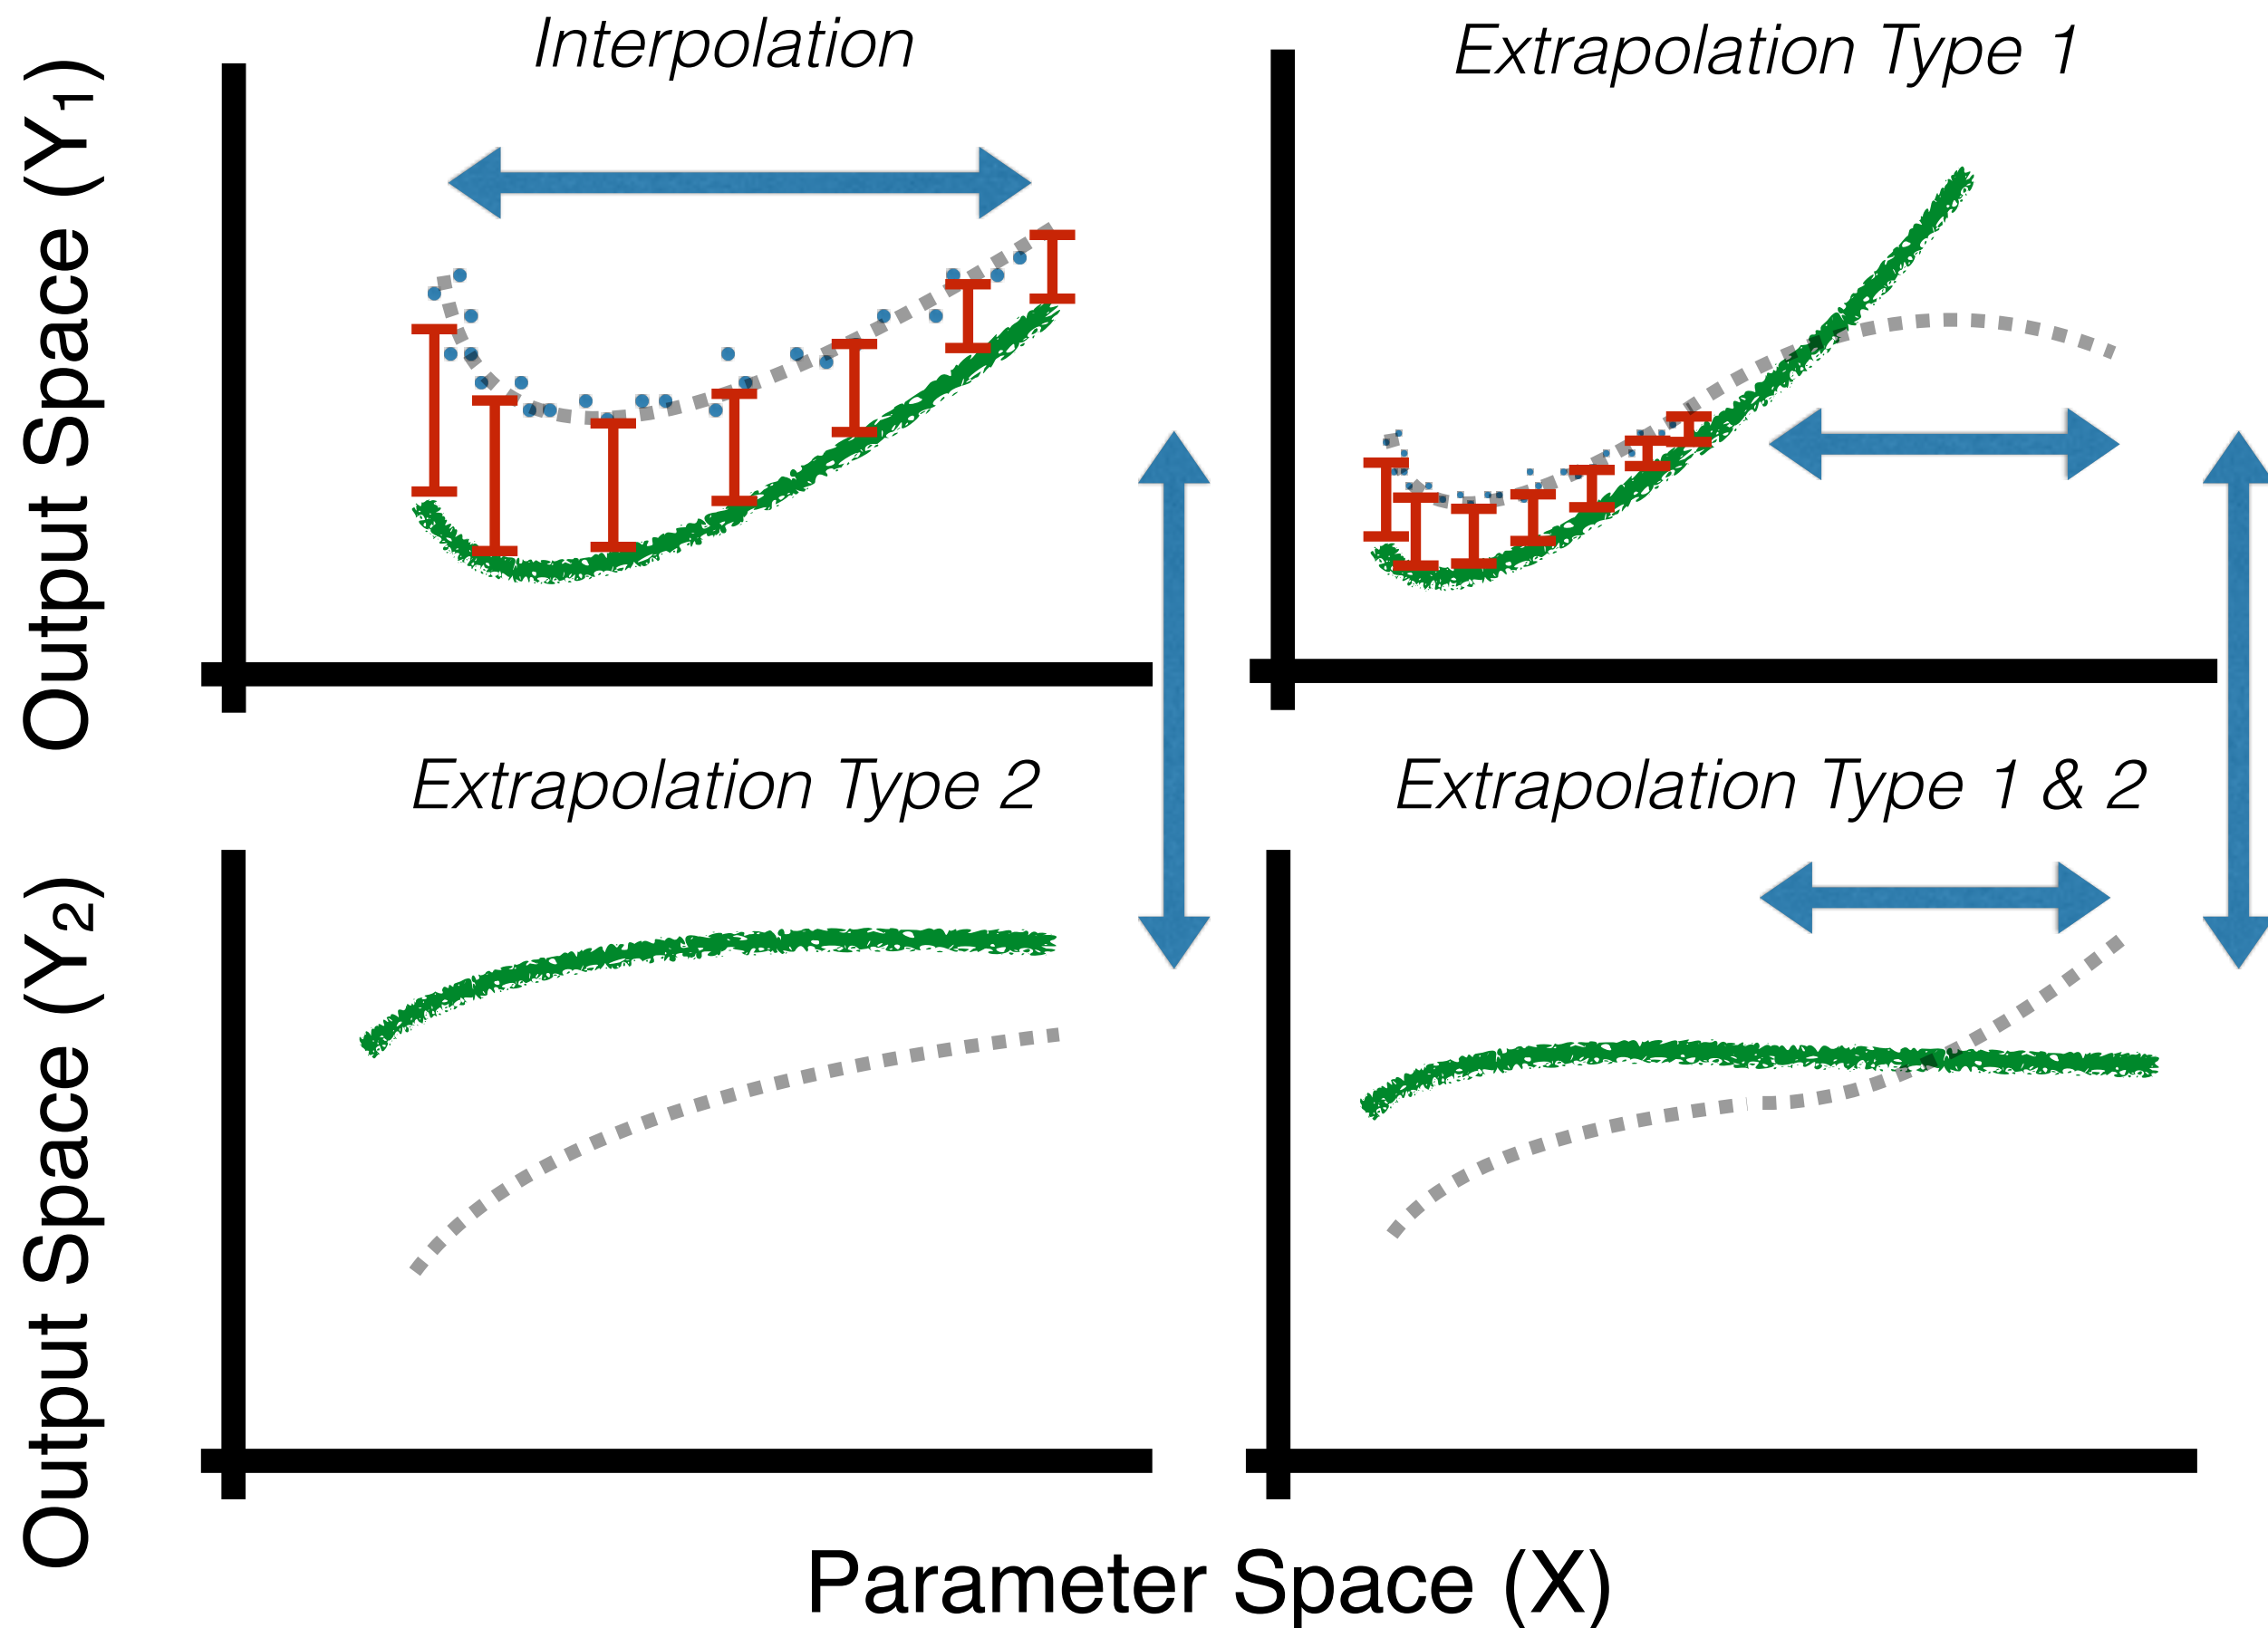 Interpolation
Extrapolation Type 1
Output Space (Y₁)
Extrapolation Type 2
Extrapolation Type 1 & 2
Output Space (Y₂)
Parameter Space (X)